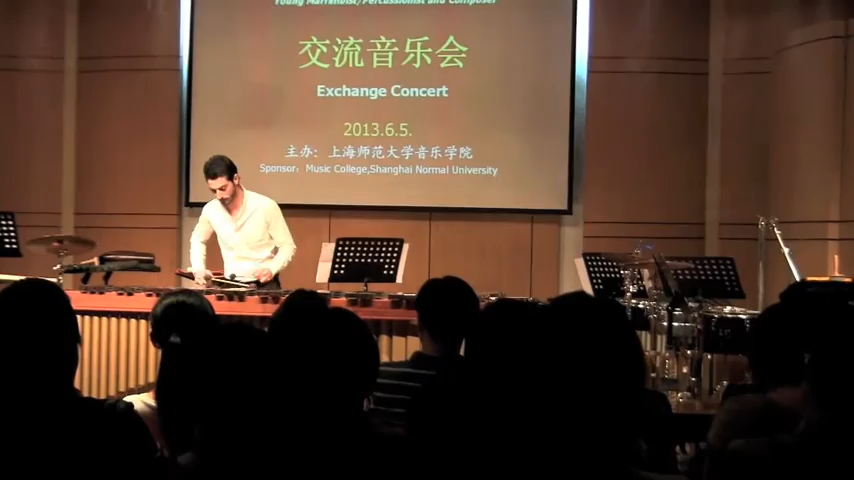 Young Marimbist/Percussionist and Composer
交流音乐会
Exchange Concert
2013.6.5.
主办：上海师范大学音乐学院
Sponsor：Music College,Shanghai Normal University